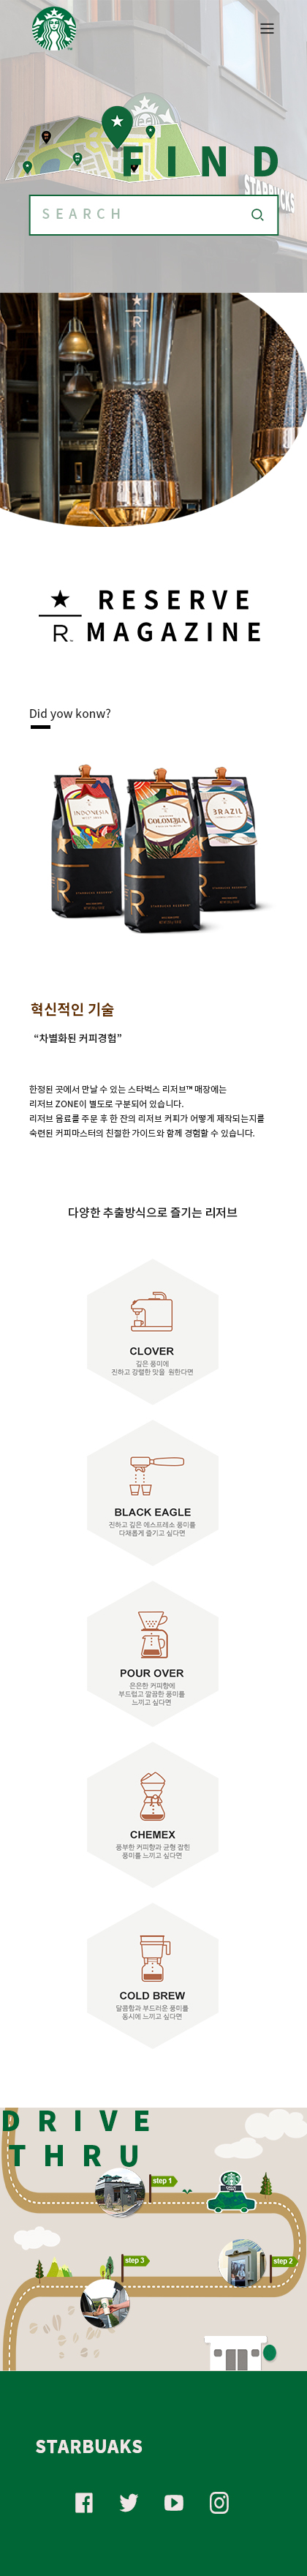 FIND
STARBUCKS
SEARCH
R
RESERVE
R
MAGAZINE
Did yow konw?
INDONESIA
COLOMBIA
BRAZIL
혁신적인 기술
“차별화된 커피경험”
한정된 곳에서 만날 수 있는 스타벅스 리저브™ 매장에는
리저브 ZONE이 별도로 구분되어 있습니다.
리저브 음료를 주문 후 한 잔의 리저브 커피가 어떻게 제작되는지를
숙련된 커피마스터의 친절한 가이드와 함께 경험할 수 있습니다.
다양한 추출방식으로 즐기는 리저브
CLOVER
깊은 풍미에
진하고 강렬한 맛을 원한다면
BLACK EAGLE
진하고 깊은 에스프레소 풍미를
다채롭게 즐기고 싶다면
POUR OVER
은은한 커피향에
부드럽고 깔끔한 풍미를
느끼고 싶다면
CHEMEX
풍부한 커피향과 균형 잡힌
풍미를 느끼고 싶다면
COLD BREW
달콤함과 부드러운 풍미를
동시에 느끼고 싶다면
DRIVE
THRU
step 1
step 2
step 3
STARBUAKS